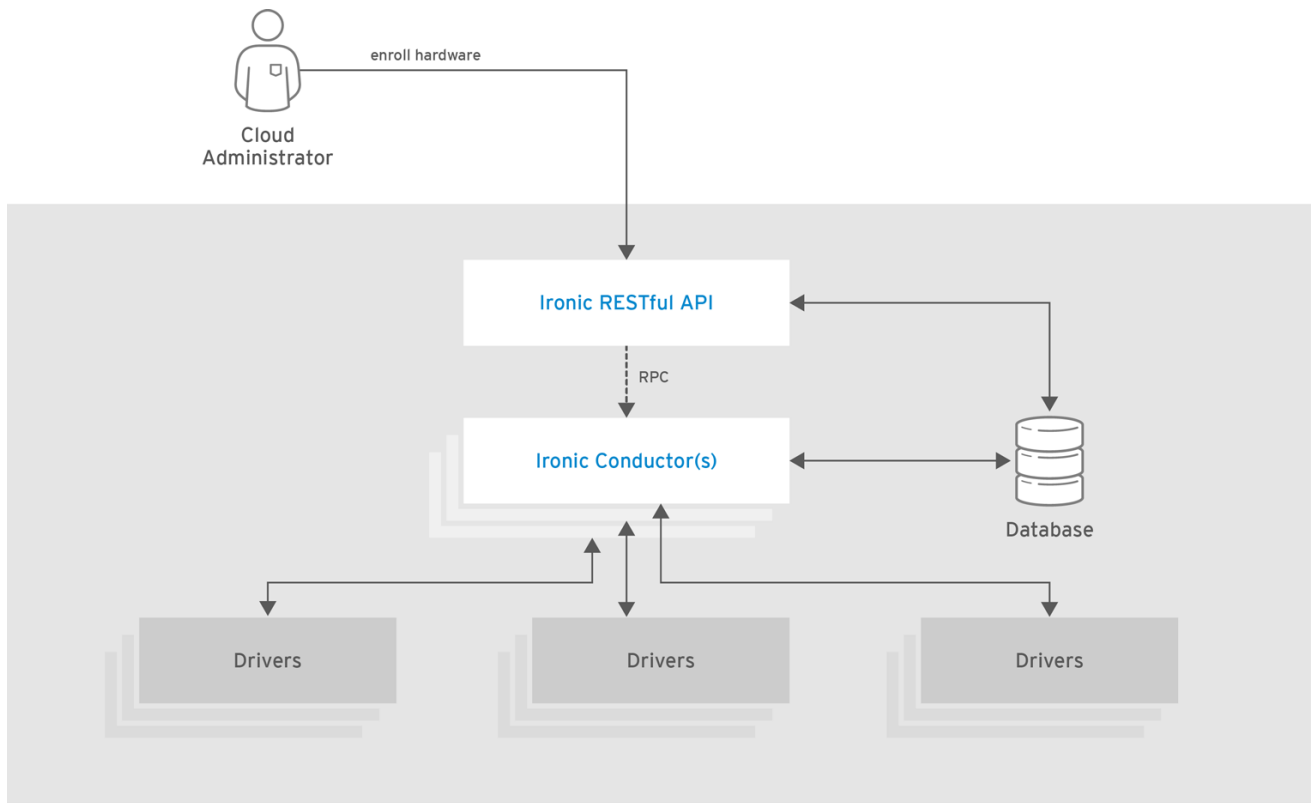 enroll hardware
Cloud
Administrator
Ironic RESTful API
RPC
Ironic Conductor(s)
Database
Drivers
Drivers
Drivers